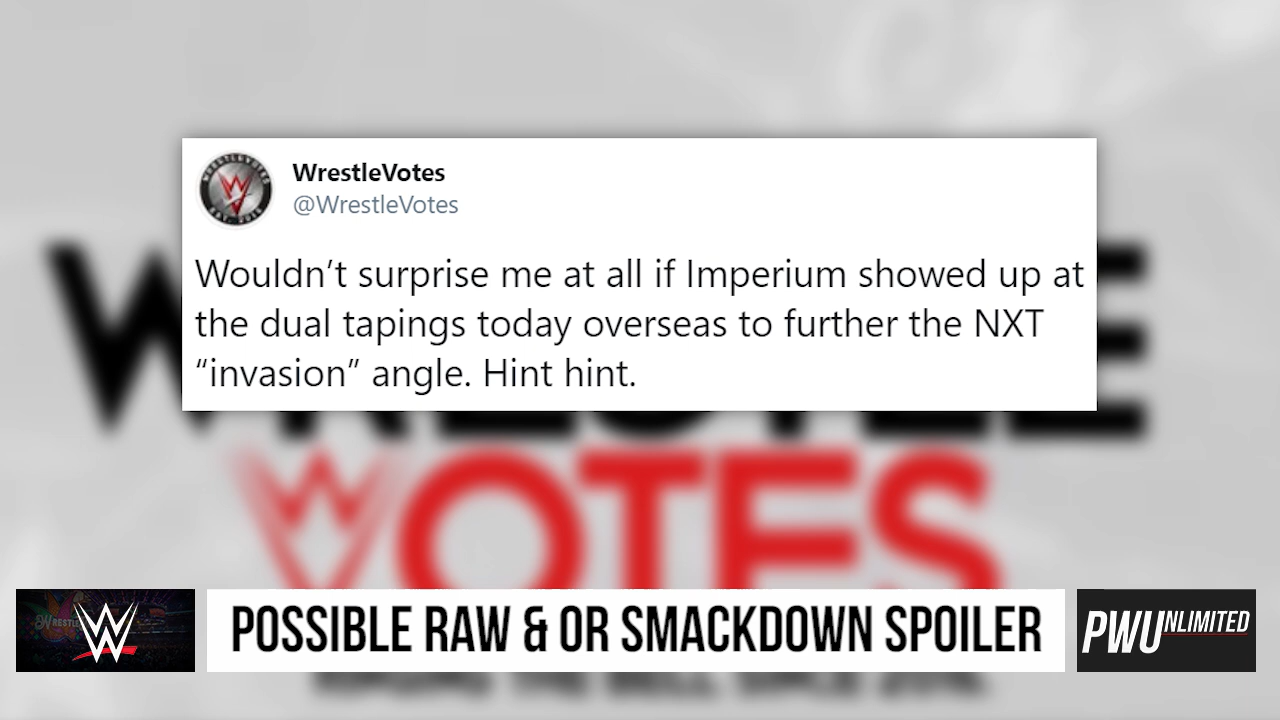 WrestleVotes
@WrestleVotes
Wouldn’t surprise me at all if Imperium showed up at
the dual tapings today overseas to further the NXT
“invasion” angle. Hint hint.
VOTES
POSSIBLE RAW & OR SMACKDOWN SPOILER
PWUNLIMITED